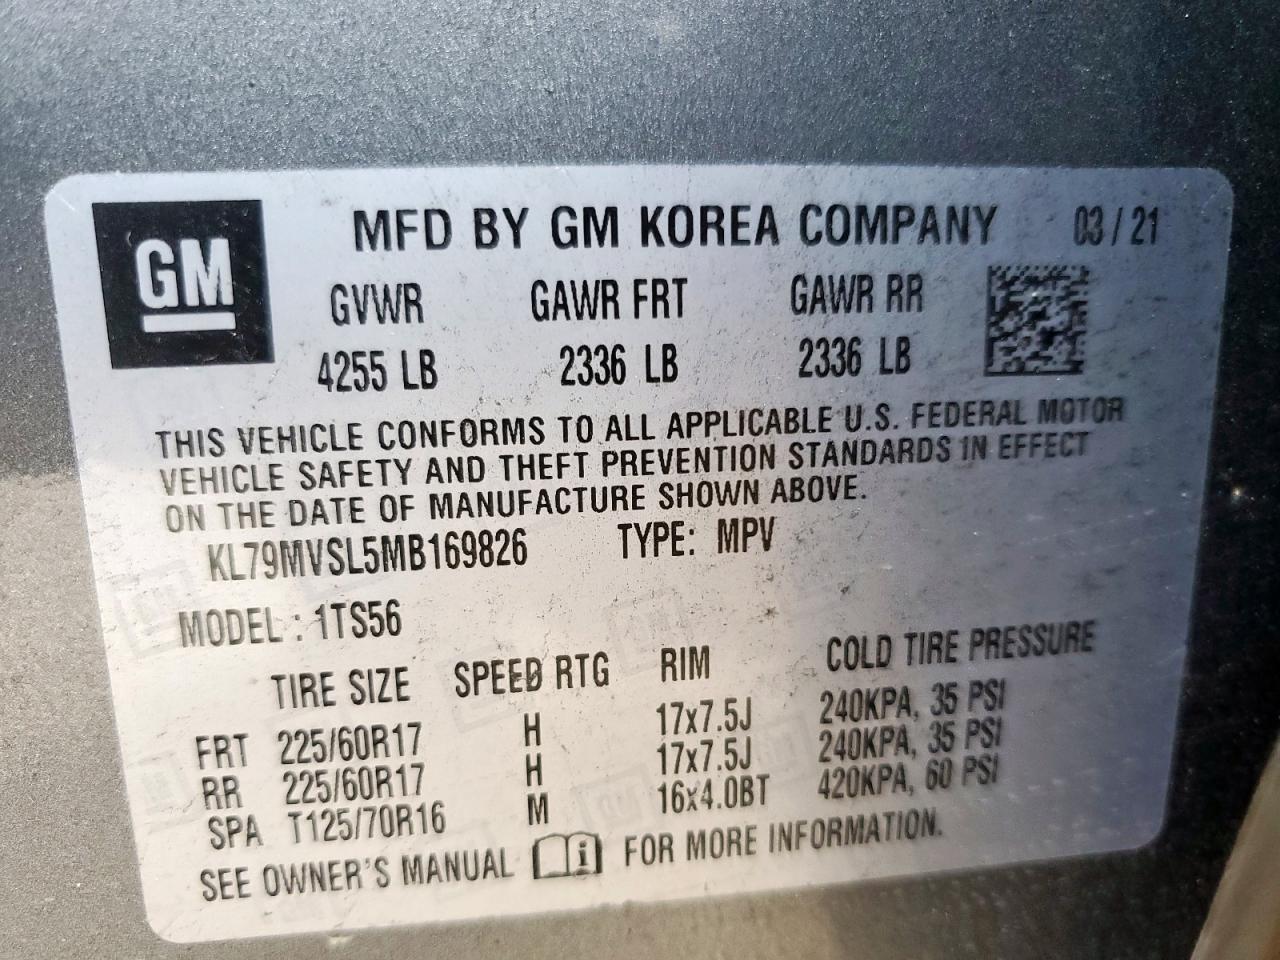 GM
MFD BY GM KOREA COMPANY 03/21
GVWR GAWR FRT GAWR RR
4255 LB 2336 LB 2336 LB
THIS VEHICLE CONFORMS TO ALL APPLICABLE U.S. FEDERAL MOTOR
VEHICLE SAFETY AND THEFT PREVENTION STANDARDS IN EFFECT
ON THE DATE OF MANUFACTURE SHOWN ABOVE.
KL79MVSL5MB169826 TYPE: MPV
MODEL : 1TS56
TIRE SIZE SPEED RTG RIM COLD TIRE PRESSURE
FRT 225/60R17 H 17x7.5J 240KPA, 35 PSI
RR 225/60R17 H 17x7.5J 240KPA, 35 PSI
SPA T125/70R16 M 16x4.0BT 420KPA, 60 PSI
SEE OWNER'S MANUAL i FOR MORE INFORMATION.